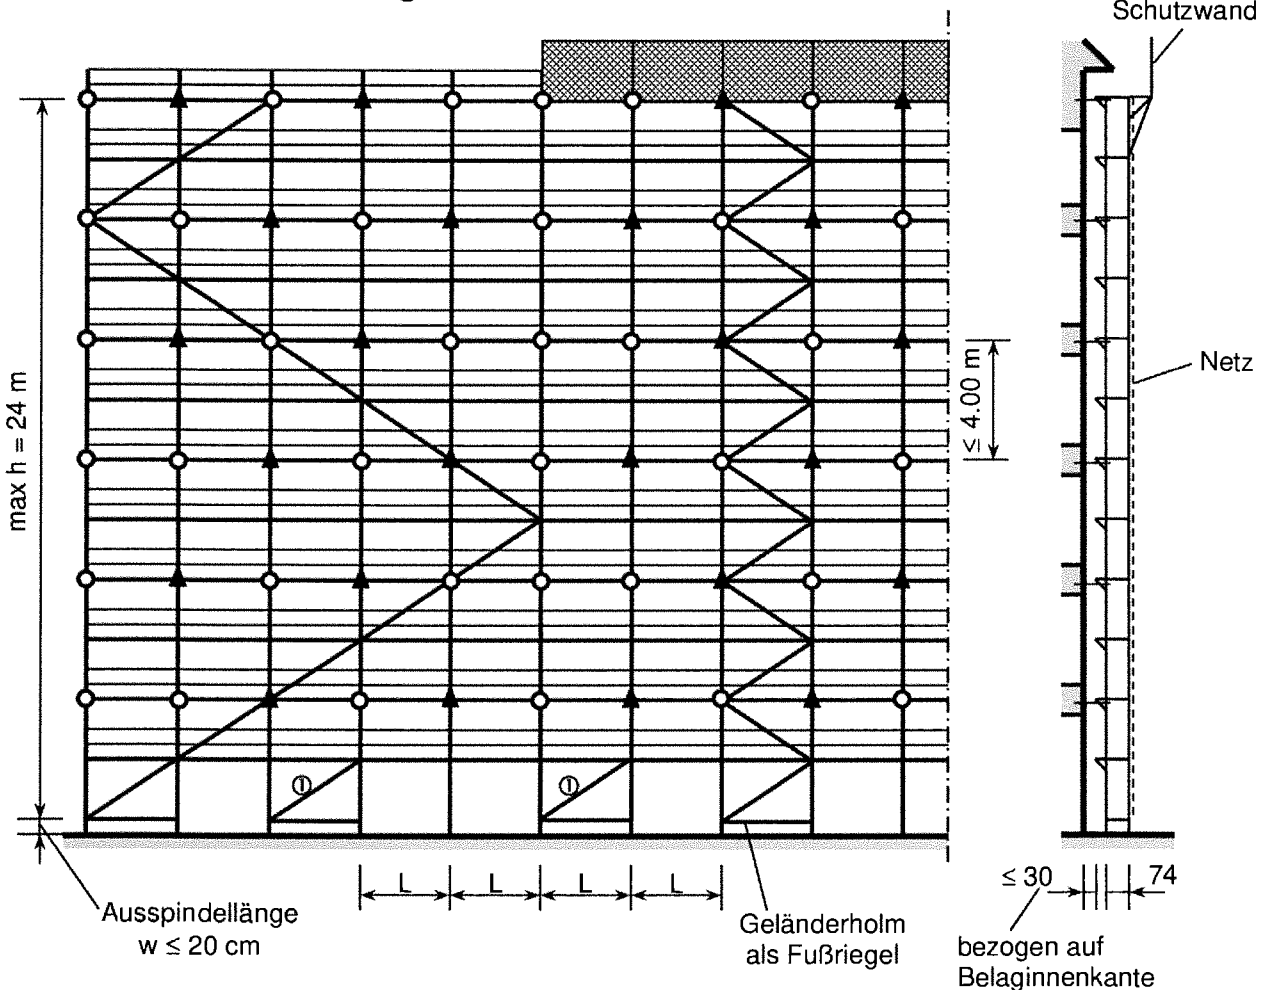 Schutzwand
max h = 24 m
≤ 4.00 m
Netz
①
①
L
L
L
L
≤ 30
74
Ausspindellänge
w ≤ 20 cm
Geländerholm
als Fußriegel
bezogen auf
Belaginnenkante